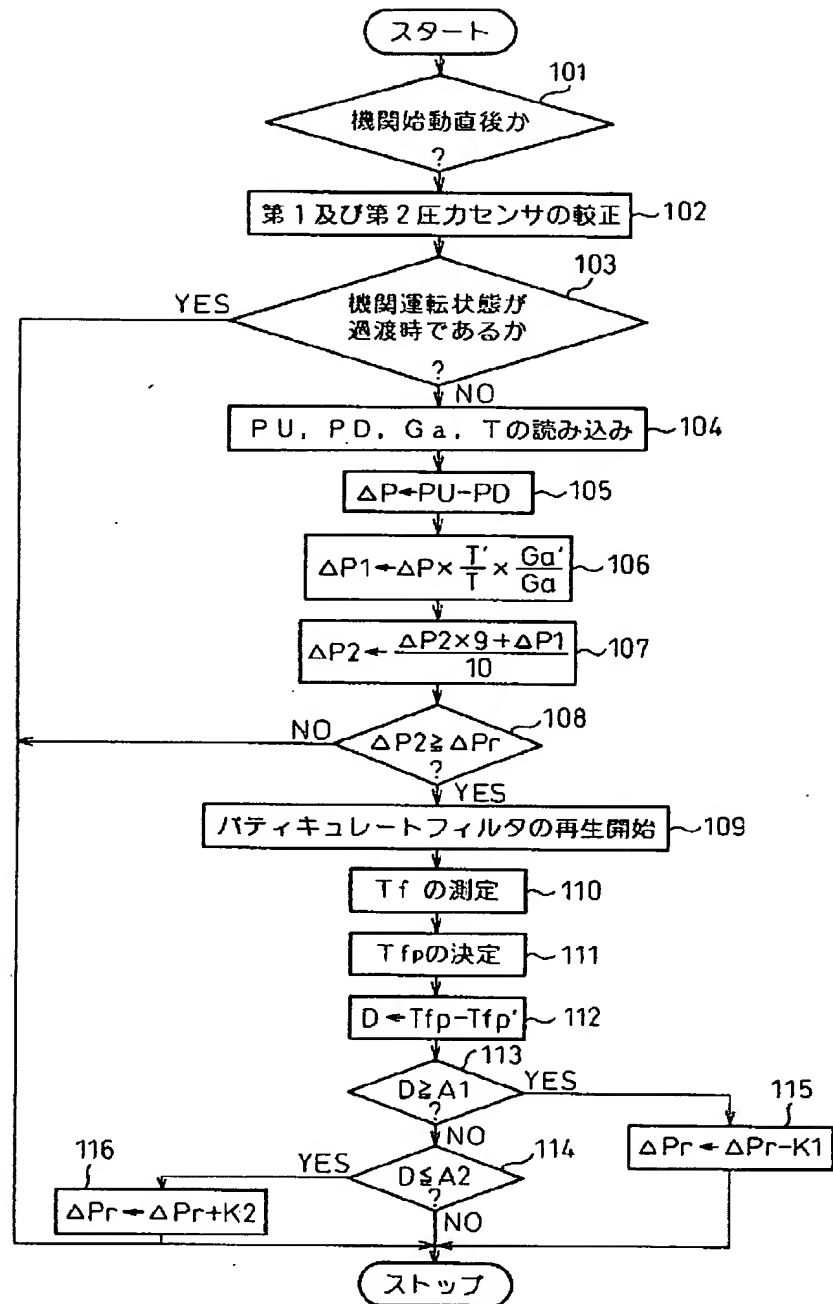 スタート
101
機関始動直後か
?
第1及び第2圧力センサの較正
102
103
YES
機関運転状態が
過渡時であるか
?
NO
PU, PD, Ga, Tの読み込み
104
ΔP←PU-PD
105
ΔP1←ΔP×T'/T×Ga'/Ga
106
ΔP2←ΔP2×9+ΔP1/10
107
108
NO
ΔP2≧ΔPr
?
YES
パティキュレートフィルタの再生開始
109
Tfの測定
110
Tfpの決定
111
D←Tfp-Tfp'
112
113
D≧A1
YES
?
NO
115
ΔPr←ΔPr-K1
114
116
YES
D≦A2
?
NO
ΔPr←ΔPr+K2
ストップ